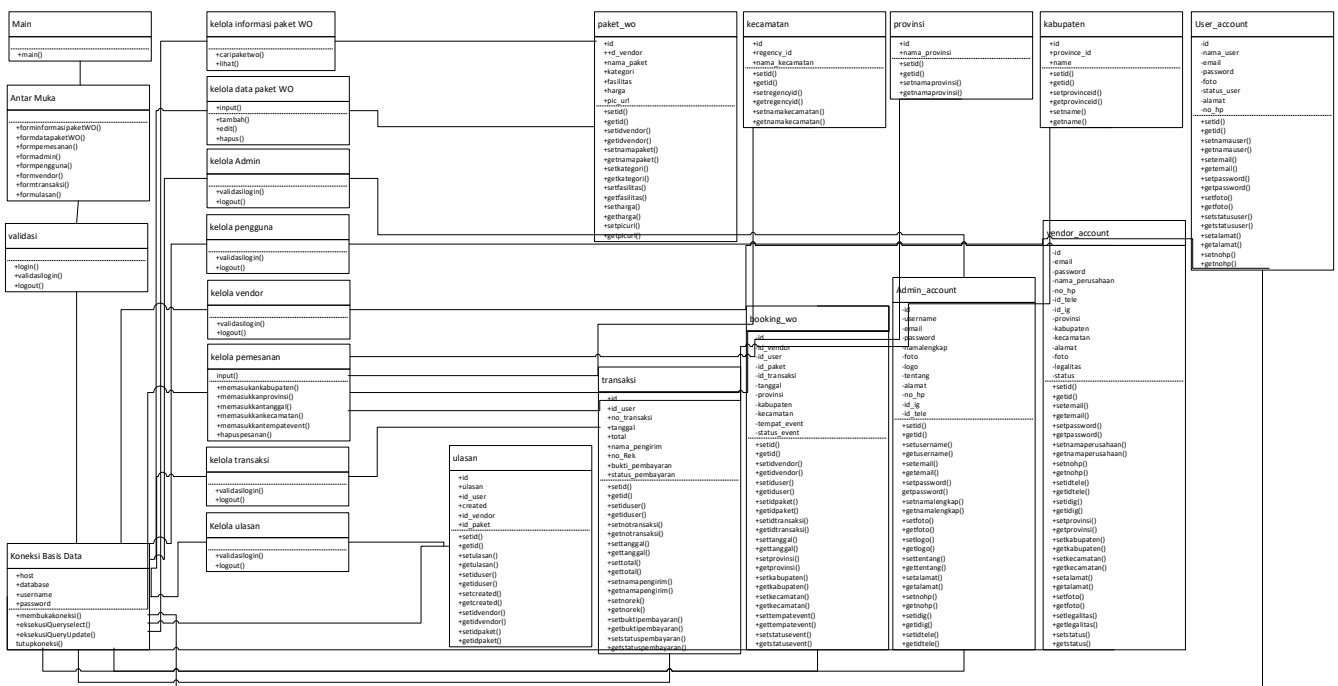 Main
+main()
Antar Muka
+forminformasipaketWO()
+formdatapaketWO()
+formpemesanan()
+formadmin()
+formpengguna()
+formvendor()
+formtransaksi()
+formulasan()
validasi
+login()
+validasilogin()
+logout()
Koneksi Basis Data
+host
+database
+username
+password
+membukakoneksi()
+eksekusiQueryselect()
+eksekusiQueryUpdate()
tutupkoneksi()
kelola informasi paket WO
+caripaketwo()
+lihat()
kelola data paket WO
+input()
+tambah()
+edit()
+hapus()
kelola Admin
+validasilogin()
+logout()
kelola pengguna
+validasilogin()
+logout()
kelola vendor
+validasilogin()
+logout()
kelola pemesanan
input()
+memasukankabupaten()
+memasukkanprovinsi()
+memasukkantanggal()
+memasukkankecamatan()
+memasukkantempatevent()
+hapuspesanan()
kelola transaksi
+validasilogin()
+logout()
Kelola ulasan
+validasilogin()
+logout()
ulasan
+id
+ulasan
+id_user
+created
+id_vendor
+id_paket
+setid()
+getid()
+setulasan()
+getulasan()
+setiduser()
+getiduser()
+setcreated()
+getcreated()
+setidvendor()
+getidvendor()
+setidpaket()
+getidpaket()
paket_wo
+id
++d_vendor
+nama_paket
+kategori
+fasilitas
+harga
+pic_url
+setid()
+getid()
+setidvendor()
+getidvendor()
+setnamapaket()
+getnamapaket()
+setkategori()
+getkategori()
+setfasilitas()
+getfasilitas()
+setharga()
+getharga()
+setpicurl()
+getpicurl()
transaksi
+id
+id_user
+no_transaksi
+tanggal
+total
+nama_pengirim
+no_Rek
+bukti_pembayaran
+status_pembayaran
+setid()
+getid()
+setiduser()
+getiduser()
+setnotransaksi()
+getnotransaksi()
+settanggal()
+gettanggal()
+settotal()
+gettotal()
+setnamapengirim()
+getnamapengirim()
+setnorek()
+getnorek()
+setbuktipembayaran()
+getbuktipembayaran()
+setstatuspembayaran()
+getstatuspembayaran()
kecamatan
+id
+regency_id
+nama_kecamatan
+setid()
+getid()
+setregencyid()
+getregencyid()
+setnamakecamatan()
+getnamakecamatan()
booking_wo
-id
-id_vendor
-id_user
-id_paket
-id_transaksi
-tanggal
-provinsi
-kabupaten
-kecamatan
-tempat_event
-status_event
+setid()
+getid()
+setidvendor()
+getidvendor()
+setiduser()
+getiduser()
+setidpaket()
+getidpaket()
+setidtransaksi()
+getidtransaksi()
+settanggal()
+gettanggal()
+setprovinsi()
+getprovinsi()
+setkabupaten()
+getkabupaten()
+setkecamatan()
+getkecamatan()
+settempatevent()
+gettempatevent()
+setstatusevent()
+getstatusevent()
provinsi
+id
+nama_provinsi
+setid()
+getid()
+setnamaprovinsi()
+getnamaprovinsi()
Admin_account
-id
-username
-email
-password
-namalengkap
-foto
-logo
-tentang
-alamat
-no_hp
-id_ig
-id_tele
+setid()
+getid()
+setusername()
+getusername()
+setemail()
+getemail()
+setpassword()
getpassword()
+setnamalengkap()
+getnamalengkap()
+setfoto()
+getfoto()
+setlogo()
+getlogo()
+settentang()
+gettentang()
+setalamat()
+getalamat()
+setnohp()
+getnohp()
+setidig()
+getidig()
+setidtele()
+getidtele()
kabupaten
+id
+province_id
+name
+setid()
+getid()
+setprovinceid()
+getprovinceid()
+setname()
+getname()
vendor_account
-id
-email
-password
-nama_perusahaan
-no_hp
-id_tele
-id_ig
-provinsi
-kabupaten
-kecamatan
-alamat
-foto
-legalitas
-status
+setid()
+getid()
+setemail()
+getemail()
+setpassword()
+getpassword()
+setnamaperusahaan()
+getnamaperusahaan()
+setnohp()
+getnohp()
+setidtele()
+getidtele()
+setidig()
+getidig()
+setprovinsi()
+getprovinsi()
+setkabupaten()
+getkabupaten()
+setkecamatan()
+getkecamatan()
+setalamat()
+getalamat()
+setfoto()
+getfoto()
+setlegalitas()
+getlegalitas()
+setstatus()
+getstatus()
User_account
-id
-nama_user
-email
-password
-foto
-status_user
-alamat
-no_hp
+setid()
+getid()
+setnamauser()
+getnamauser()
+setemail()
+getemail()
+setpassword()
+getpassword()
+setfoto()
+getfoto()
+setstatususer()
+getstatususer()
+setalamat()
+getalamat()
+setnohp()
+getnohp()